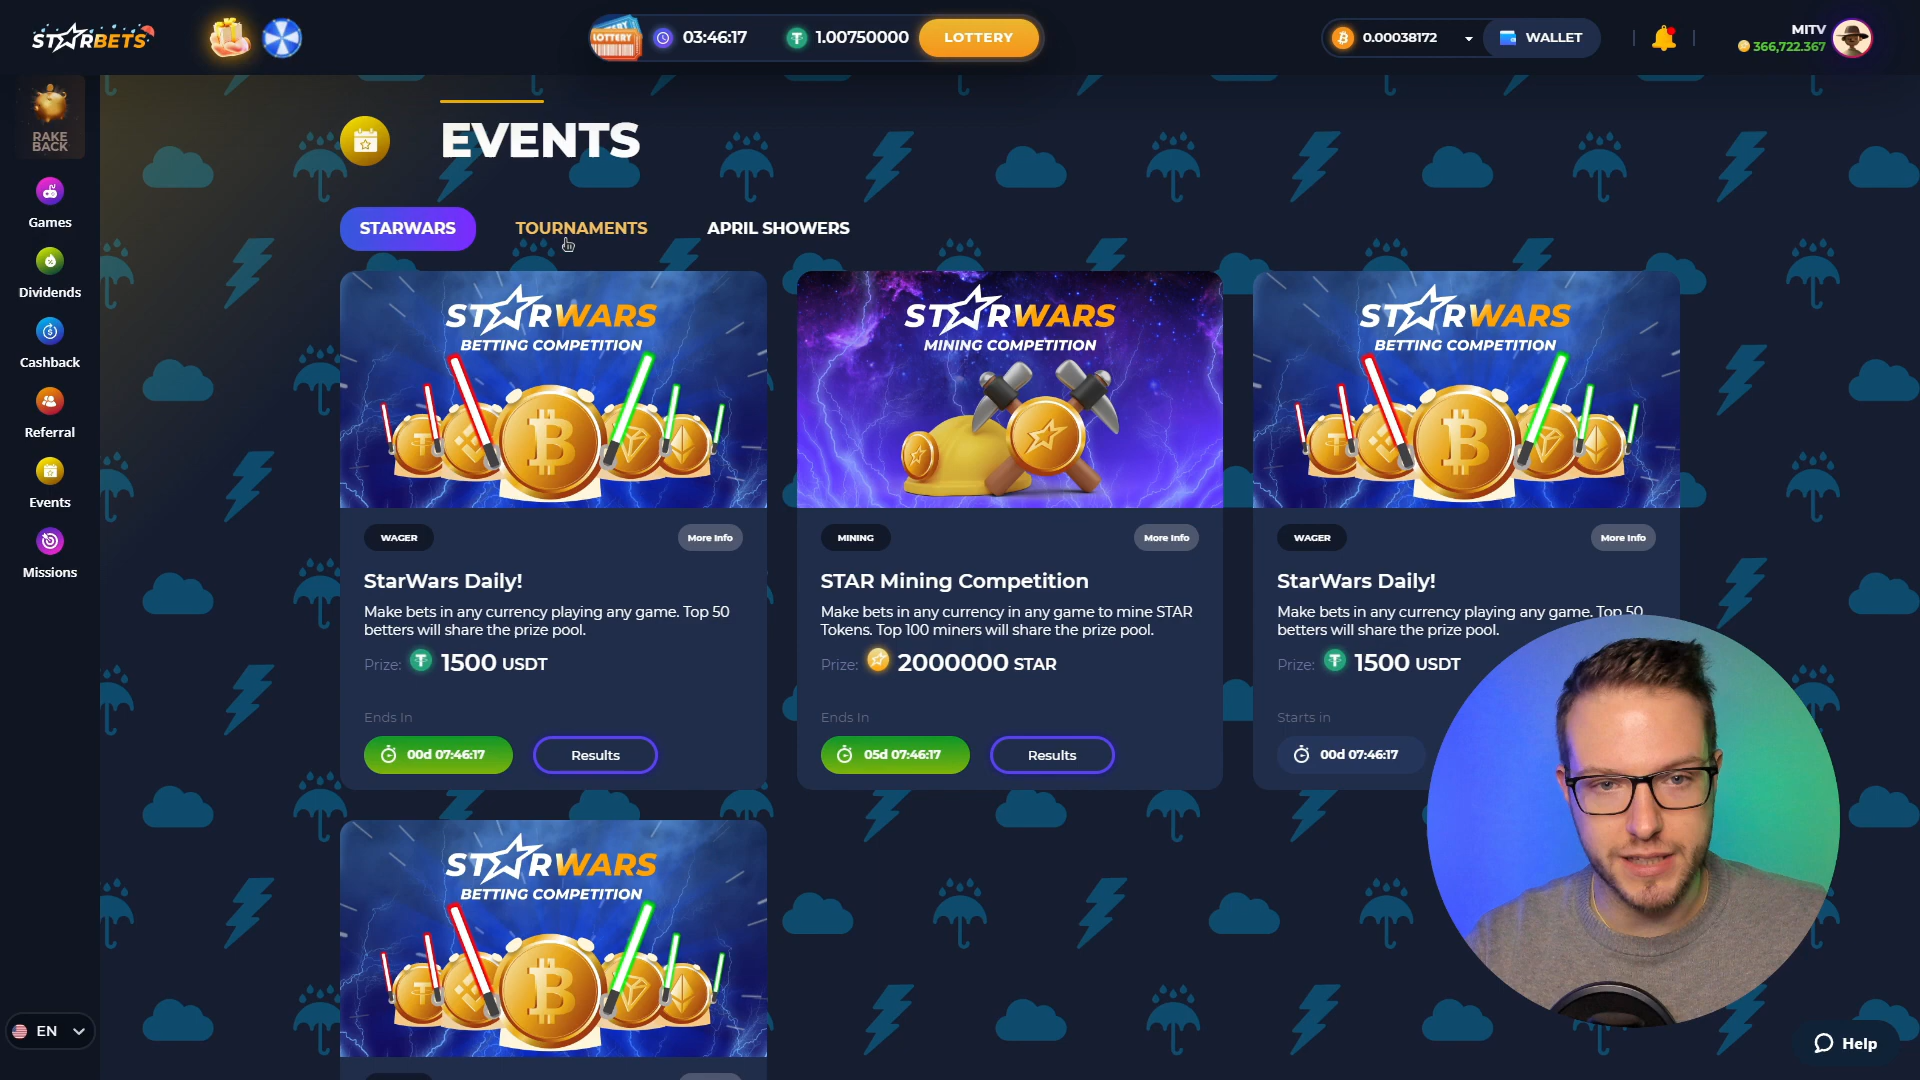 STARBETS
LOTTERY
03:46:17
1.00750000
LOTTERY
0.00038172
WALLET
MITV
366,722.367
RAKE
BACK
Games
Dividends
Cashback
Referral
Events
Missions
EN
EVENTS
STARWARS
TOURNAMENTS
APRIL SHOWERS
STARWARS
BETTING COMPETITION
WAGER
More Info
StarWars Daily!
Make bets in any currency playing any game. Top 50
betters will share the prize pool.
Prize: 1500 USDT
Ends In
00d 07:46:17
Results
STARWARS
MINING COMPETITION
MINING
More Info
STAR Mining Competition
Make bets in any currency in any game to mine STAR
Tokens. Top 100 miners will share the prize pool.
Prize: 2000000 STAR
Ends In
05d 07:46:17
Results
STARWARS
BETTING COMPETITION
WAGER
More Info
StarWars Daily!
Make bets in any currency playing any game. Top 50
betters will share the prize pool.
Prize: 1500 USDT
Starts in
00d 07:46:17
STARWARS
BETTING COMPETITION
Help